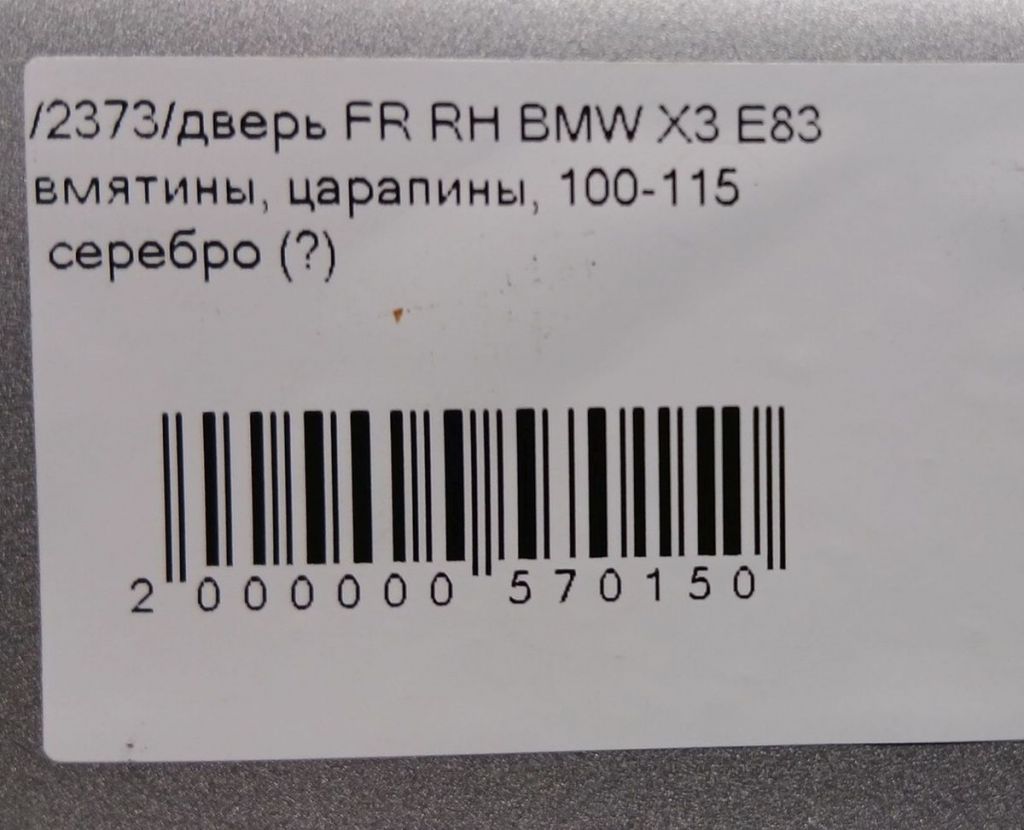 /2373/дверь FR RH BMW X3 E83
вмятины, царапины, 100-115
серебро (?)
2 000000 570150